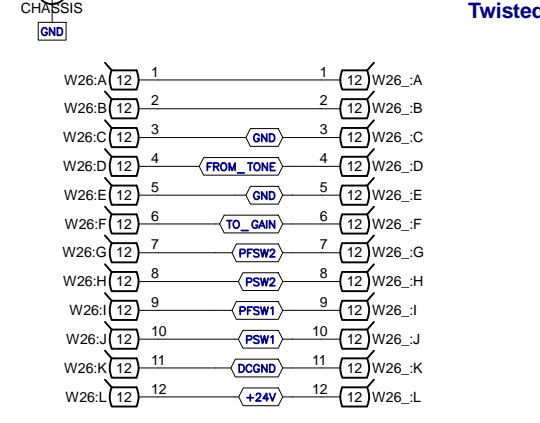 CHASSIS
Twisted
GND
W26:A 12 1 1 12 W26_:A
W26:B 12 2 2 12 W26_:B
W26:C 12 3 GND 3 12 W26_:C
W26:D 12 4 FROM_TONE 4 12 W26_:D
W26:E 12 5 GND 5 12 W26_:E
W26:F 12 6 TO_GAIN 6 12 W26_:F
W26:G 12 7 PFSW2 7 12 W26_:G
W26:H 12 8 PSW2 8 12 W26_:H
W26:I 12 9 PFSW1 9 12 W26_:I
W26:J 12 10 PSW1 10 12 W26_:J
W26:K 12 11 DCGND 11 12 W26_:K
W26:L 12 12 +24V 12 12 W26_:L